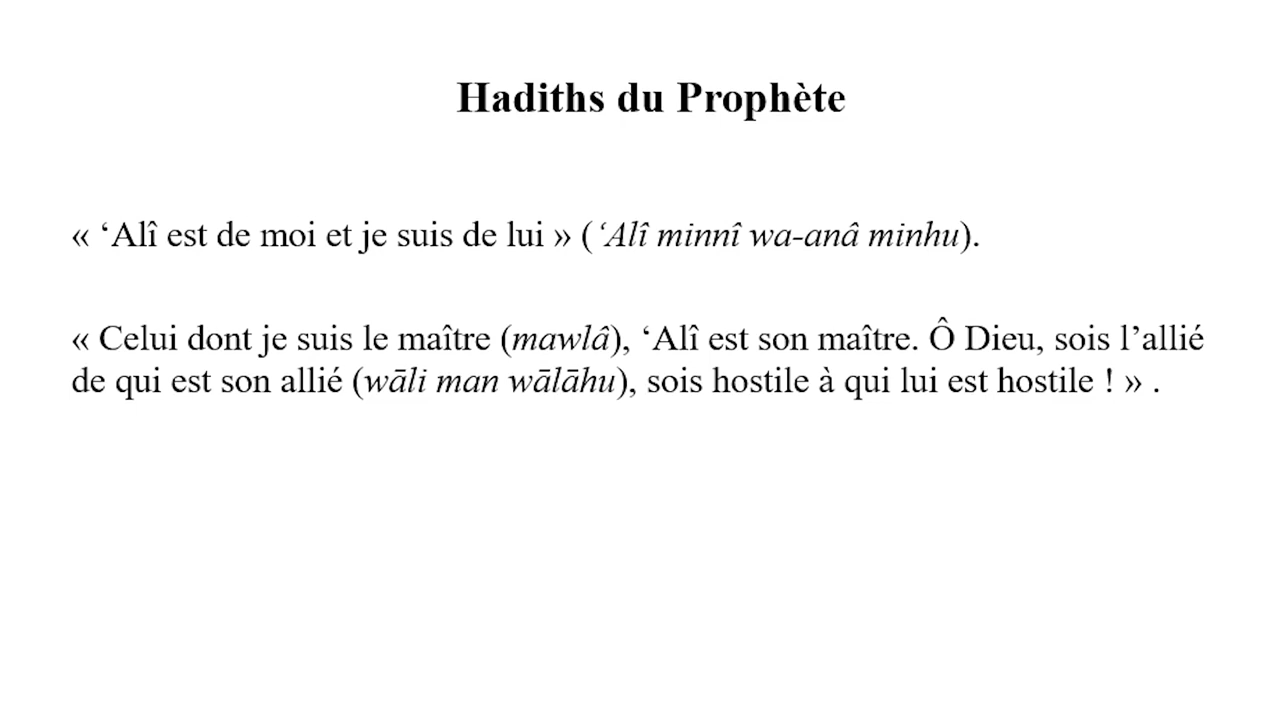 Hadiths du Prophète
« ‘Alî est de moi et je suis de lui » (‘Alî minnî wa-anâ minhu).
« Celui dont je suis le maître (mawlâ), ‘Alî est son maître. Ô Dieu, sois l’allié
de qui est son allié (wāli man wālāhu), sois hostile à qui lui est hostile ! » .